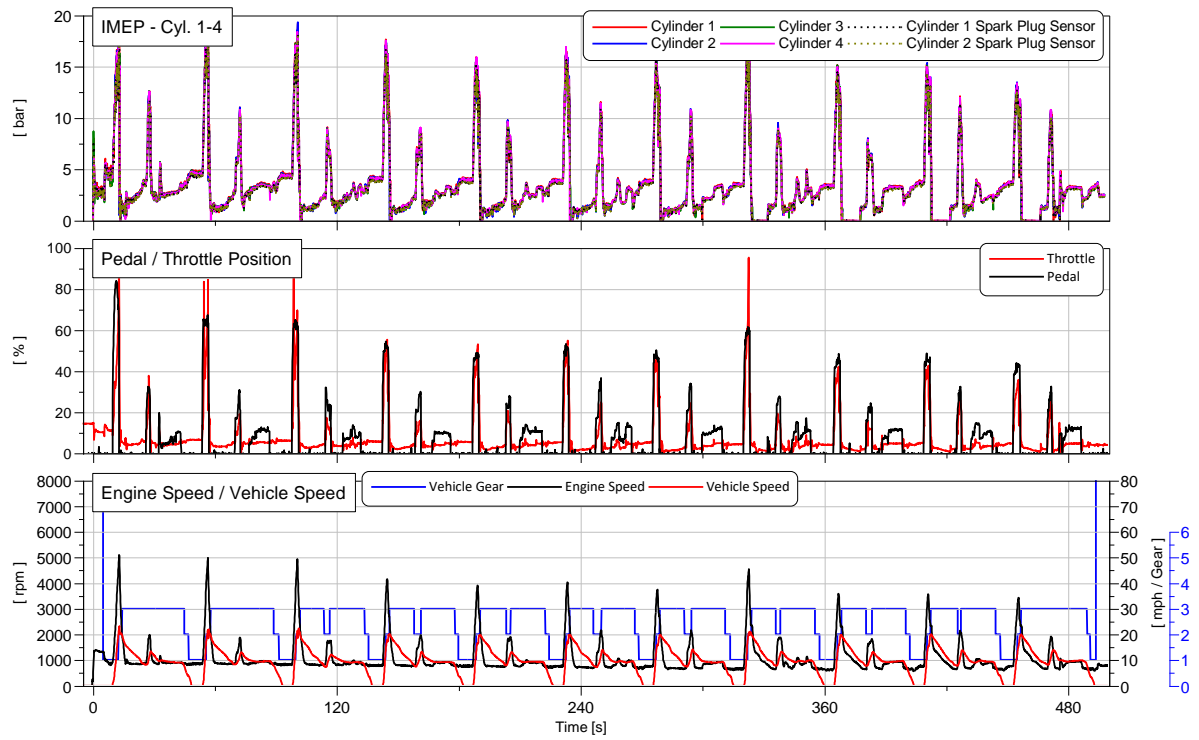 IMEP - Cyl. 1-4
Cylinder 1 Cylinder 3 Cylinder 1 Spark Plug Sensor
Cylinder 2 Cylinder 4 Cylinder 2 Spark Plug Sensor
20
15
10
5
0
[ bar ]
Pedal / Throttle Position
Throttle
Pedal
100
80
60
40
20
0
[ % ]
Engine Speed / Vehicle Speed
Vehicle Gear Engine Speed Vehicle Speed
8000
7000
6000
5000
4000
3000
2000
1000
0
[ rpm ]
80
70
60
50
40
30
20
10
0
[ mph / Gear ]
6
5
4
3
2
1
0 120 240 360 480
Time [s]